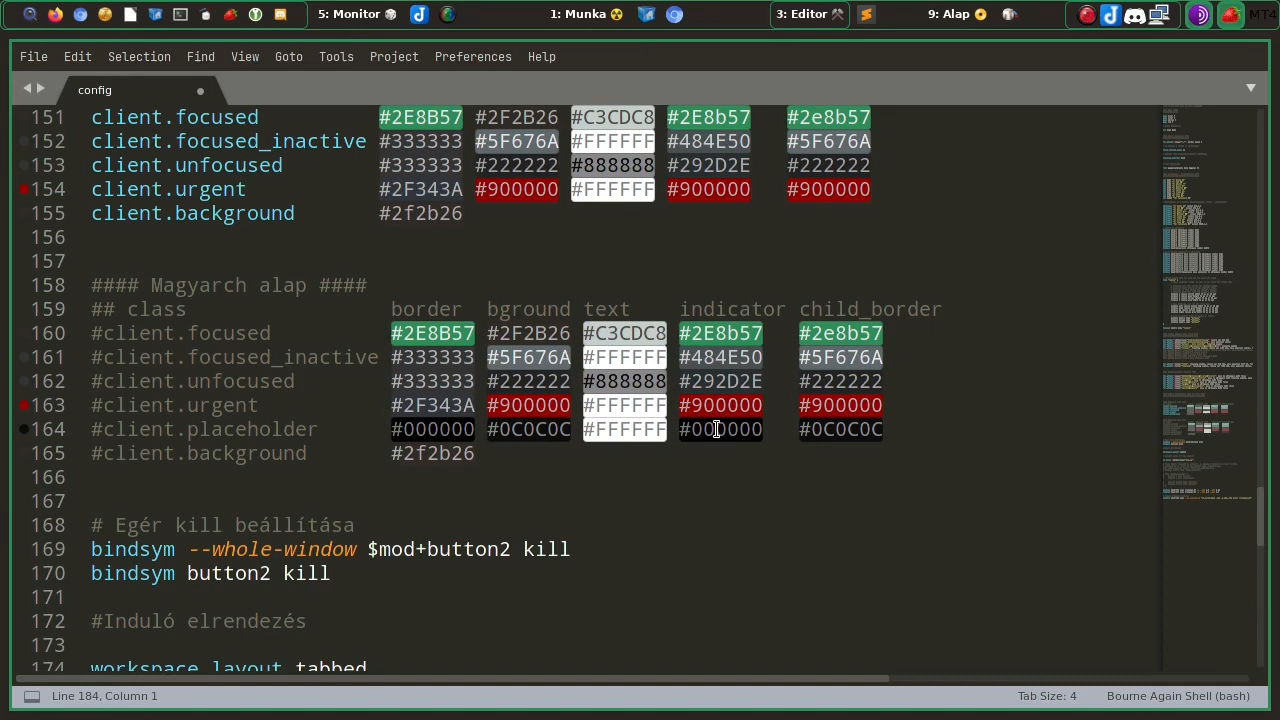 5: Monitor 1: Munka 3: Editor 9: Alap MT4
File Edit Selection Find View Goto Tools Project Preferences Help
config
151 client.focused #2E8B57 #2F2B26 #C3CDC8 #2E8b57 #2e8b57
152 client.focused_inactive #333333 #5F676A #FFFFFF #484E50 #5F676A
153 client.unfocused #333333 #222222 #888888 #292D2E #222222
154 client.urgent #2F343A #900000 #FFFFFF #900000 #900000
155 client.background #2f2b26
156
157
158 #### Magyarch alap ####
159 ## class border bground text indicator child_border
160 #client.focused #2E8B57 #2F2B26 #C3CDC8 #2E8b57 #2e8b57
161 #client.focused_inactive #333333 #5F676A #FFFFFF #484E50 #5F676A
162 #client.unfocused #333333 #222222 #888888 #292D2E #222222
163 #client.urgent #2F343A #900000 #FFFFFF #900000 #900000
164 #client.placeholder #000000 #0C0C0C #FFFFFF #000000 #0C0C0C
165 #client.background #2f2b26
166
167
168 # Egér kill beállítása
169 bindsym --whole-window $mod+button2 kill
170 bindsym button2 kill
171
172 #Induló elrendezés
173
174 workspace_layout tabbed
Line 184, Column 1 Tab Size: 4 Bourne Again Shell (bash)